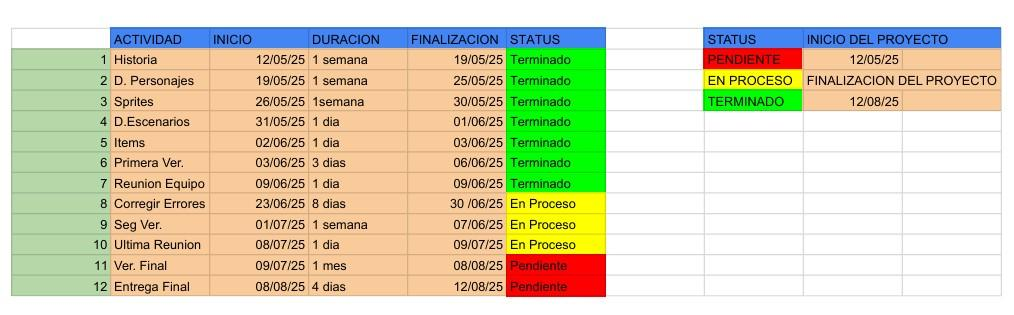 ACTIVIDAD INICIO DURACION FINALIZACION STATUS STATUS INICIO DEL PROYECTO
1 Historia 12/05/25 1 semana 19/05/25 Terminado PENDIENTE 12/05/25
2 D. Personajes 19/05/25 1 semana 25/05/25 Terminado EN PROCESO FINALIZACION DEL PROYECTO
3 Sprites 26/05/25 1semana 30/05/25 Terminado TERMINADO 12/08/25
4 D.Escenarios 31/05/25 1 dia 01/06/25 Terminado
5 Items 02/06/25 1 dia 03/06/25 Terminado
6 Primera Ver. 03/06/25 3 dias 06/06/25 Terminado
7 Reunion Equipo 09/06/25 1 dia 09/06/25 Terminado
8 Corregir Errores 23/06/25 8 dias 30 /06/25 En Proceso
9 Seg Ver. 01/07/25 1 semana 07/06/25 En Proceso
10 Ultima Reunion 08/07/25 1 dia 09/07/25 En Proceso
11 Ver. Final 09/07/25 1 mes 08/08/25 Pendiente
12 Entrega Final 08/08/25 4 dias 12/08/25 Pendiente